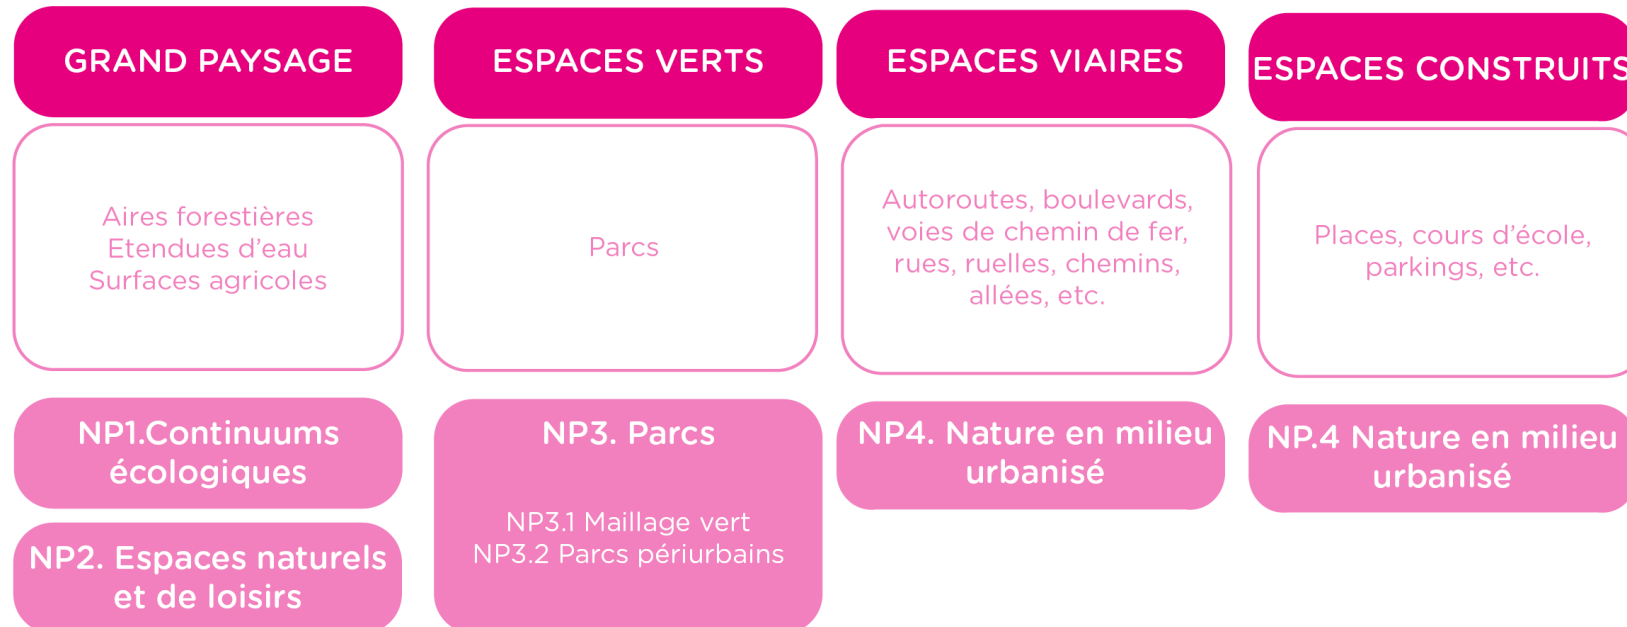 GRAND PAYSAGE
Aires forestières
Etendues d’eau
Surfaces agricoles
NP1.Continuums
écologiques
NP2. Espaces naturels
et de loisirs
ESPACES VERTS
Parcs
NP3. Parcs
NP3.1 Maillage vert
NP3.2 Parcs périurbains
ESPACES VIAIRES
Autoroutes, boulevards,
voies de chemin de fer,
rues, ruelles, chemins,
allées, etc.
NP4. Nature en milieu
urbanisé
ESPACES CONSTRUITS
Places, cours d’école,
parkings, etc.
NP.4 Nature en milieu
urbanisé